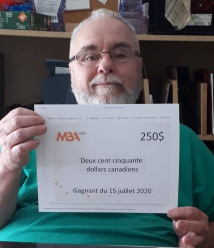 MBA
250$
Deux cent cinquante
dollars canadiens
Gagnant du 15 juillet 2020